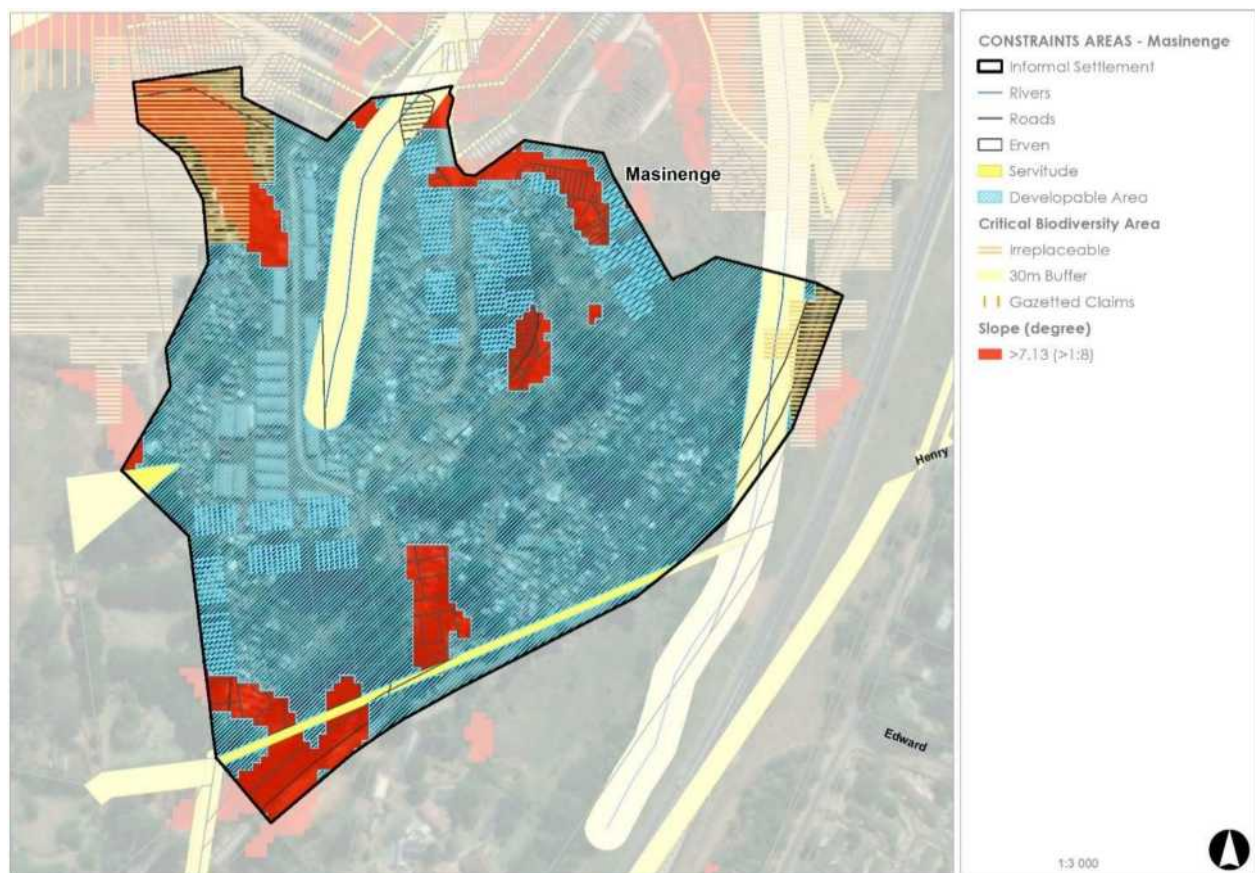 CONSTRAINTS AREAS - Masinenge
Informal Settlement
Rivers
Roads
Erven
Servitude
Developable Area
Critical Biodiversity Area
Irreplaceable
30m Buffer
Gazetted Claims
Slope (degree)
>7.13 (>1:8)
Masinenge
Henry
Edward
1:3 000